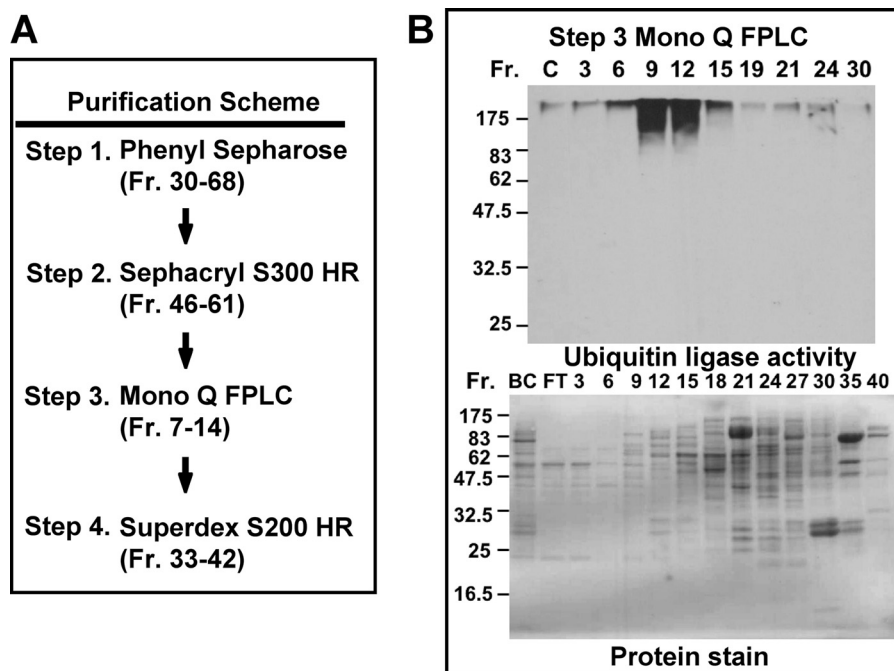 A
Purification Scheme
Step 1. Phenyl Sepharose
(Fr. 30-68)
Step 2. Sephacryl S300 HR
(Fr. 46-61)
Step 3. Mono Q FPLC
(Fr. 7-14)
Step 4. Superdex S200 HR
(Fr. 33-42)
B
Step 3 Mono Q FPLC
Fr. C 3 6 9 12 15 19 21 24 30
175
83
62
47.5
32.5
25
Ubiquitin ligase activity
Fr. BC FT 3 6 9 12 15 18 21 24 27 30 35 40
175
83
62
47.5
32.5
25
16.5
Protein stain